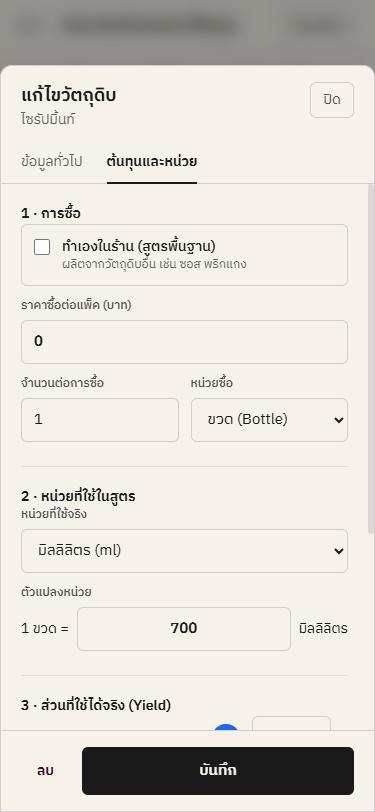 แก้ไขวัตถุดิบ
ไซรัปมิ้นท์
ปิด
ข้อมูลทั่วไป
ต้นทุนและหน่วย
1 · การซื้อ
ทำเองในร้าน (สูตรพื้นฐาน)
ผลิตจากวัตถุดิบอื่น เช่น ซอส พริกแกง
ราคาซื้อต่อแพ็ค (บาท)
0
จำนวนต่อการซื้อ
หน่วยซื้อ
1
ขวด (Bottle)
2 · หน่วยที่ใช้ในสูตร
หน่วยที่ใช้จริง
มิลลิลิตร (ml)
ตัวแปลงหน่วย
1 ขวด =
700
มิลลิลิตร
3 · ส่วนที่ใช้ได้จริง (Yield)
ลบ
บันทึก